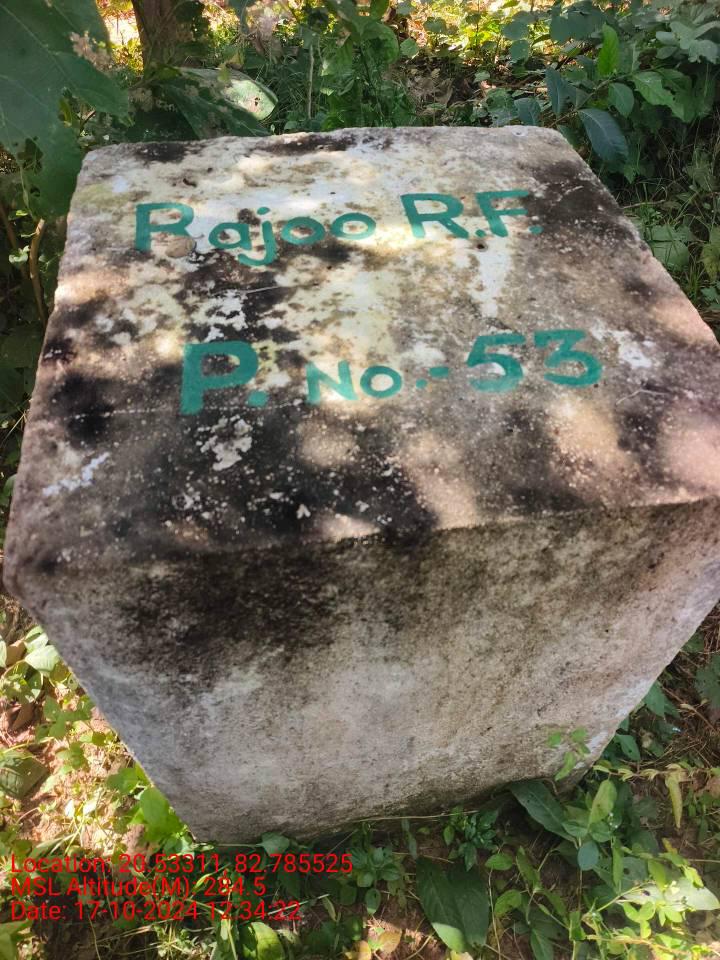 Rajoo R.F.
P. No.- 53
Location: 20.53311, 82.785525
MSL Altitude(M): 284.5
Date: 17-10-2024 12:34:22